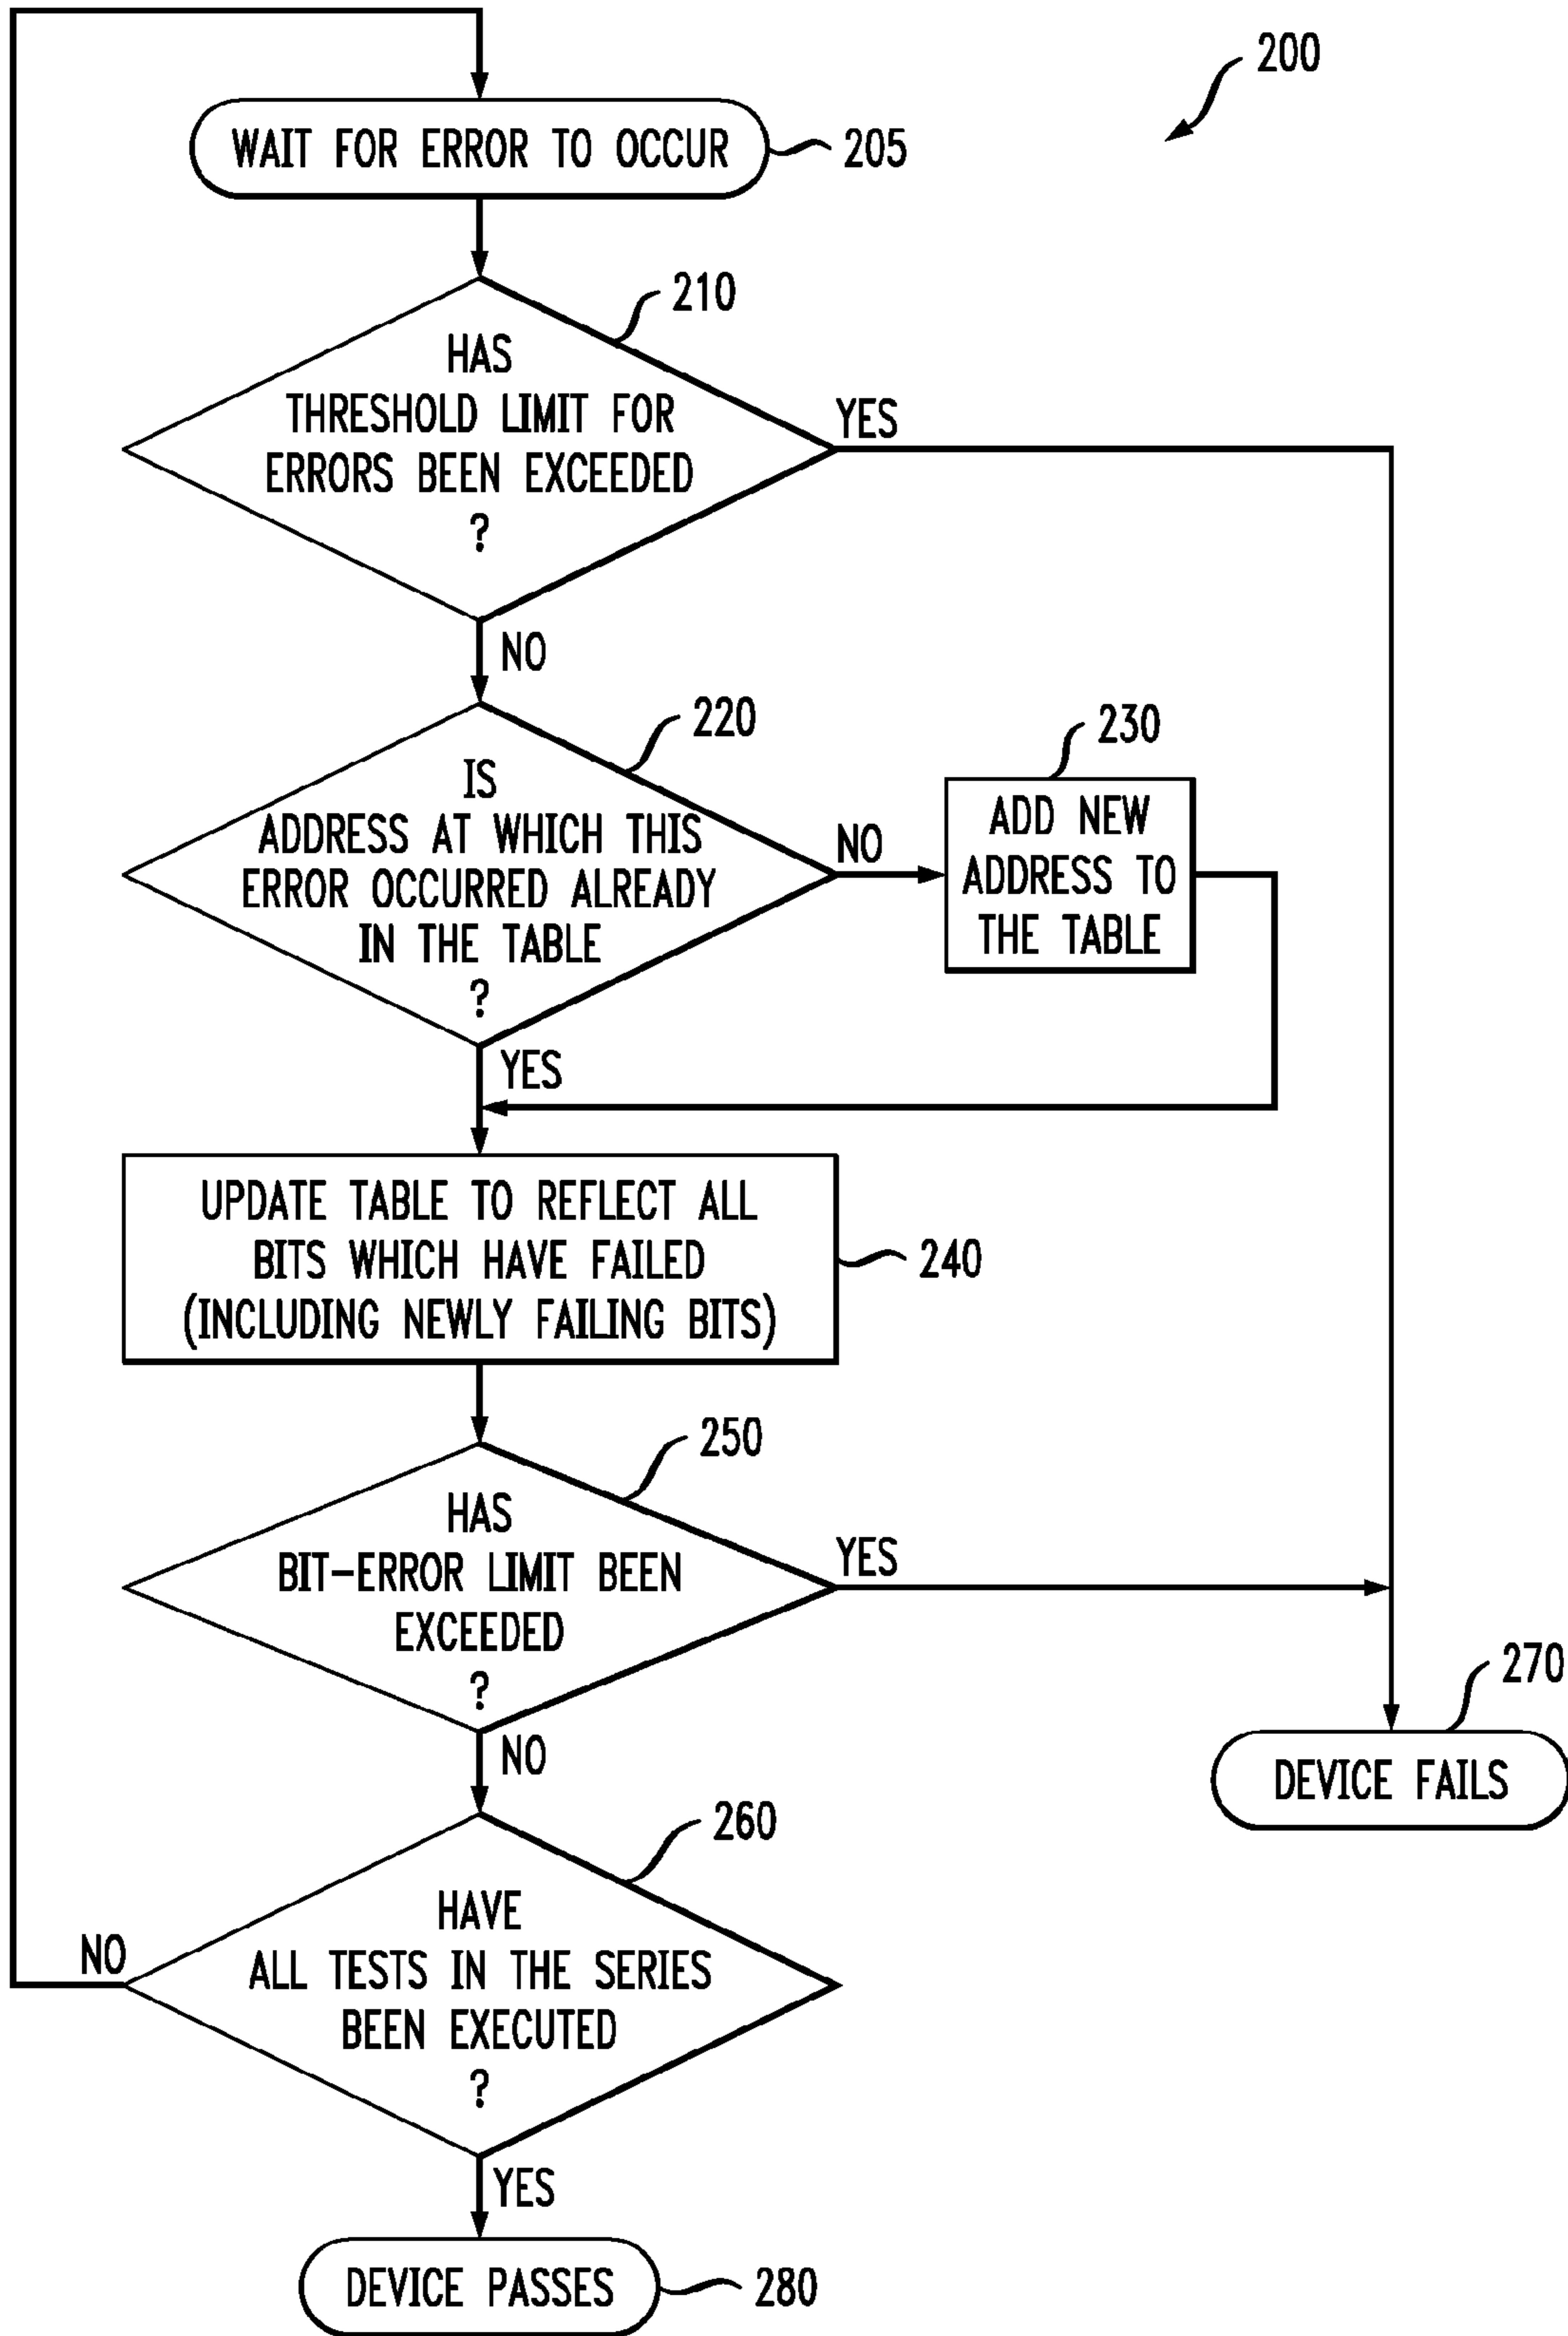 200
WAIT FOR ERROR TO OCCUR
205
210
HAS
THRESHOLD LIMIT FOR
ERRORS BEEN EXCEEDED
?
YES
NO
220
IS
ADDRESS AT WHICH THIS
ERROR OCCURRED ALREADY
IN THE TABLE
?
NO
230
ADD NEW
ADDRESS TO
THE TABLE
YES
UPDATE TABLE TO REFLECT ALL
BITS WHICH HAVE FAILED
(INCLUDING NEWLY FAILING BITS)
240
250
HAS
BIT-ERROR LIMIT BEEN
EXCEEDED
?
YES
NO
270
DEVICE FAILS
260
HAVE
ALL TESTS IN THE SERIES
BEEN EXECUTED
?
NO
YES
DEVICE PASSES
280